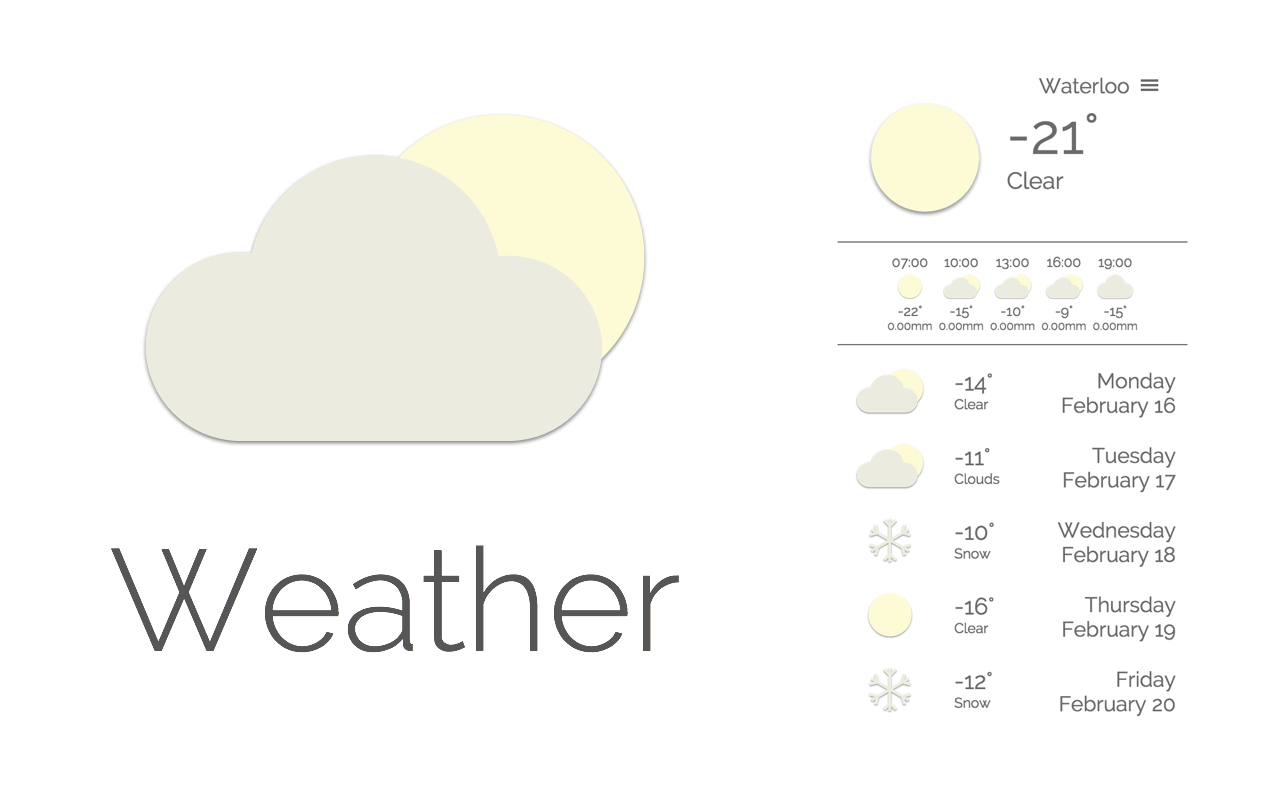 Weather
Waterloo
-21°
Clear
07:00 10:00 13:00 16:00 19:00
-22° -15° -10° -9° -15°
0.00mm 0.00mm 0.00mm 0.00mm 0.00mm
-14°
Clear
Monday
February 16
-11°
Clouds
Tuesday
February 17
-10°
Snow
Wednesday
February 18
-16°
Clear
Thursday
February 19
-12°
Snow
Friday
February 20